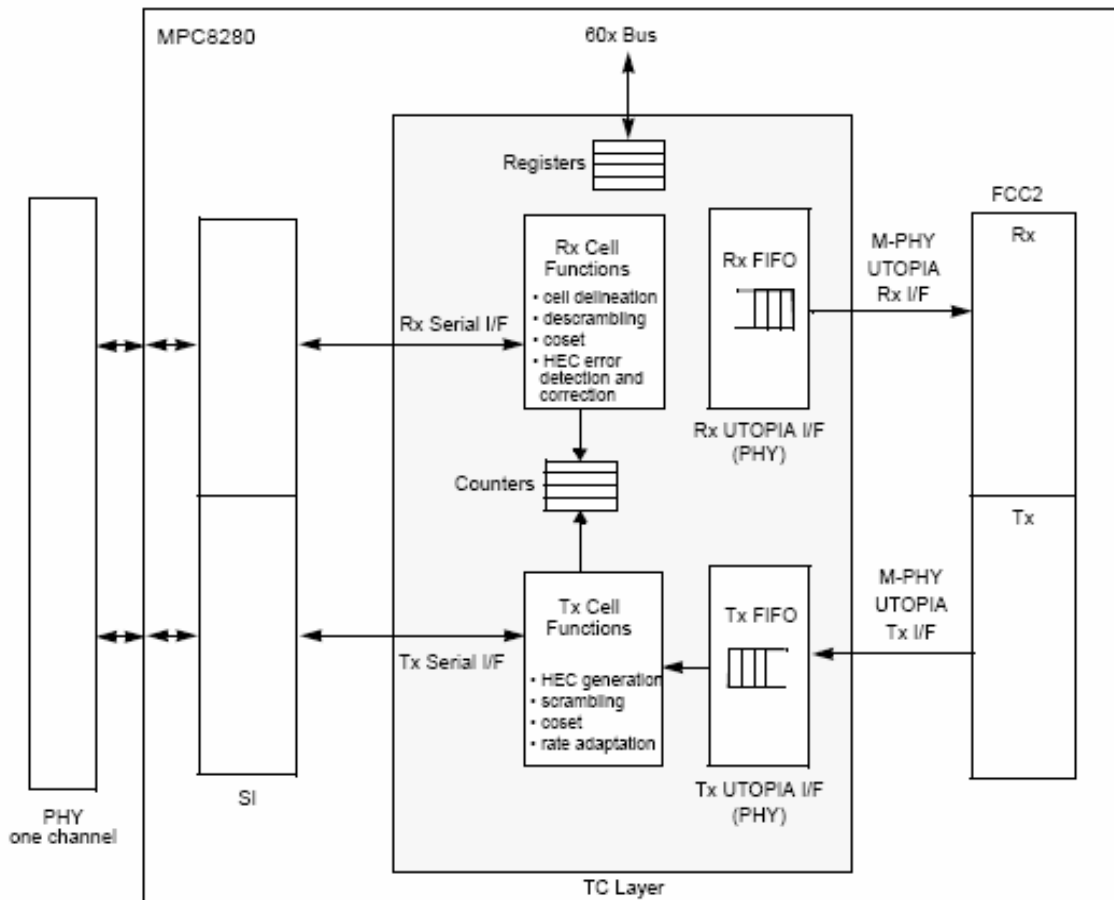 MPC8280
60x Bus
Registers
FCC2
Rx Cell
Functions
• cell delineation
• descrambling
• coset
• HEC error
detection and
correction
Rx FIFO
M-PHY
UTOPIA
Rx I/F
Rx
Rx Serial I/F
Rx UTOPIA I/F
(PHY)
Counters
Tx
Tx Cell
Functions
• HEC generation
• scrambling
• coset
• rate adaptation
Tx FIFO
M-PHY
UTOPIA
Tx I/F
Tx Serial I/F
Tx UTOPIA I/F
(PHY)
SI
PHY
one channel
TC Layer